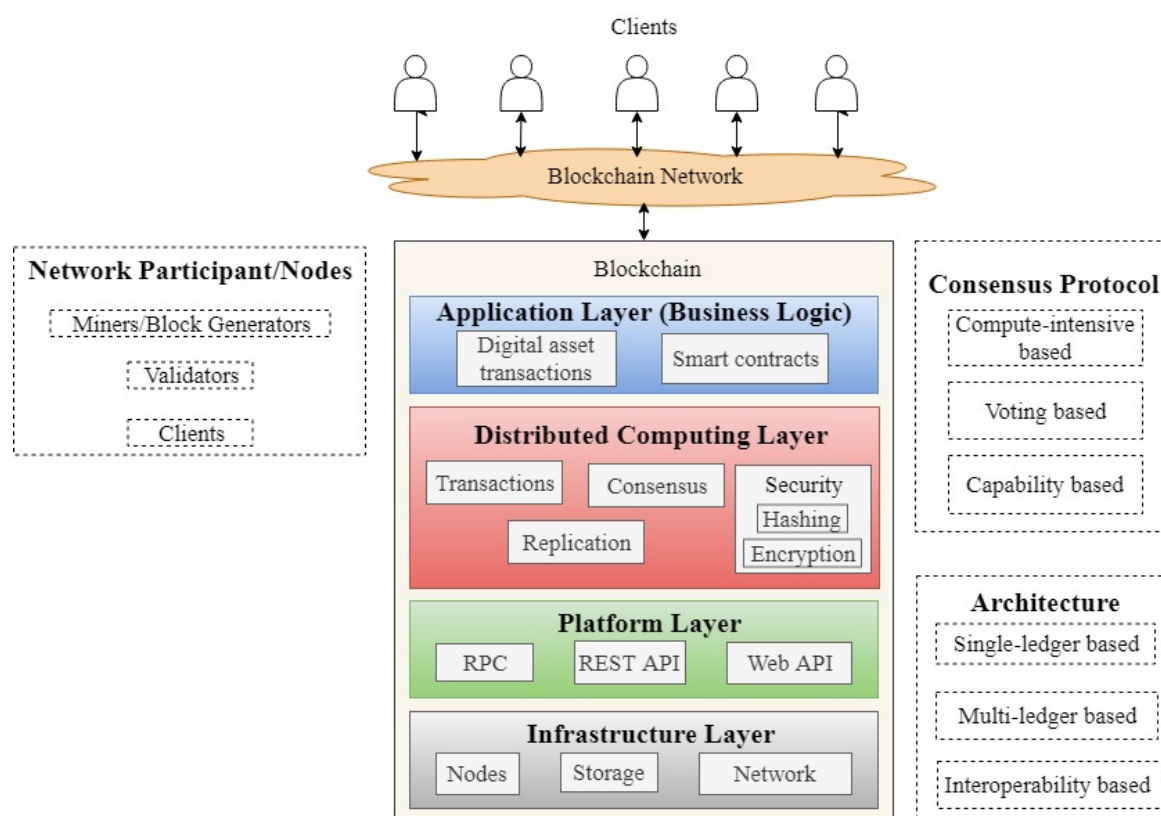 Clients
Blockchain Network
Network Participant/Nodes
Miners/Block Generators
Validators
Clients
Blockchain
Application Layer (Business Logic)
Digital asset
transactions
Smart contracts
Distributed Computing Layer
Transactions
Consensus
Replication
Security
Hashing
Encryption
Platform Layer
RPC
REST API
Web API
Infrastructure Layer
Nodes
Storage
Network
Consensus Protocol
Compute-intensive
based
Voting based
Capability based
Architecture
Single-ledger based
Multi-ledger based
Interoperability based